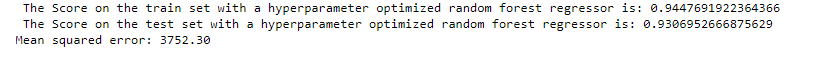 The Score on the train set with a hyperparameter optimized random forest regressor is: 0.9447691922364366
The Score on the test set with a hyperparameter optimized random forest regressor is: 0.9306952666875629
Mean squared error: 3752.30